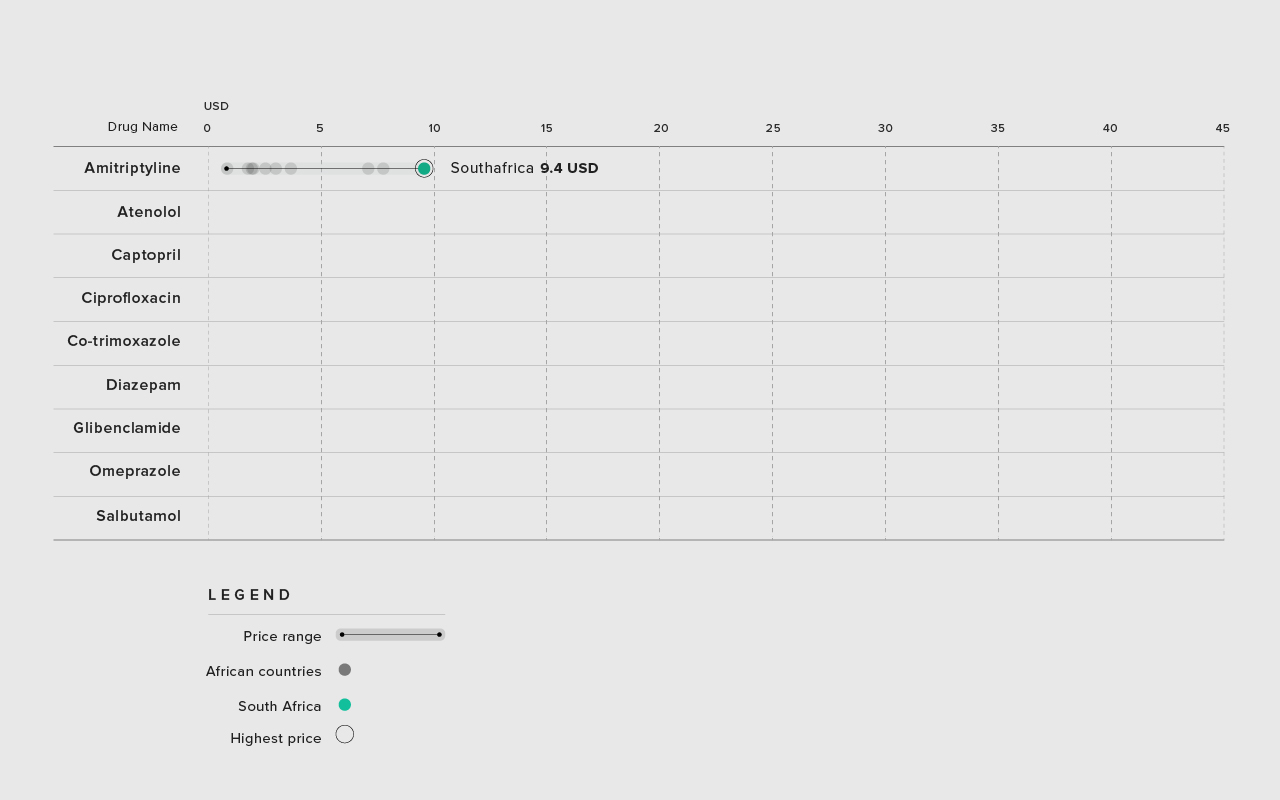 USD
Drug Name 0 5 10 15 20 25 30 35 40 45
Amitriptyline Southafrica 9.4 USD
Atenolol
Captopril
Ciprofloxacin
Co-trimoxazole
Diazepam
Glibenclamide
Omeprazole
Salbutamol
LEGEND
Price range
African countries
South Africa
Highest price